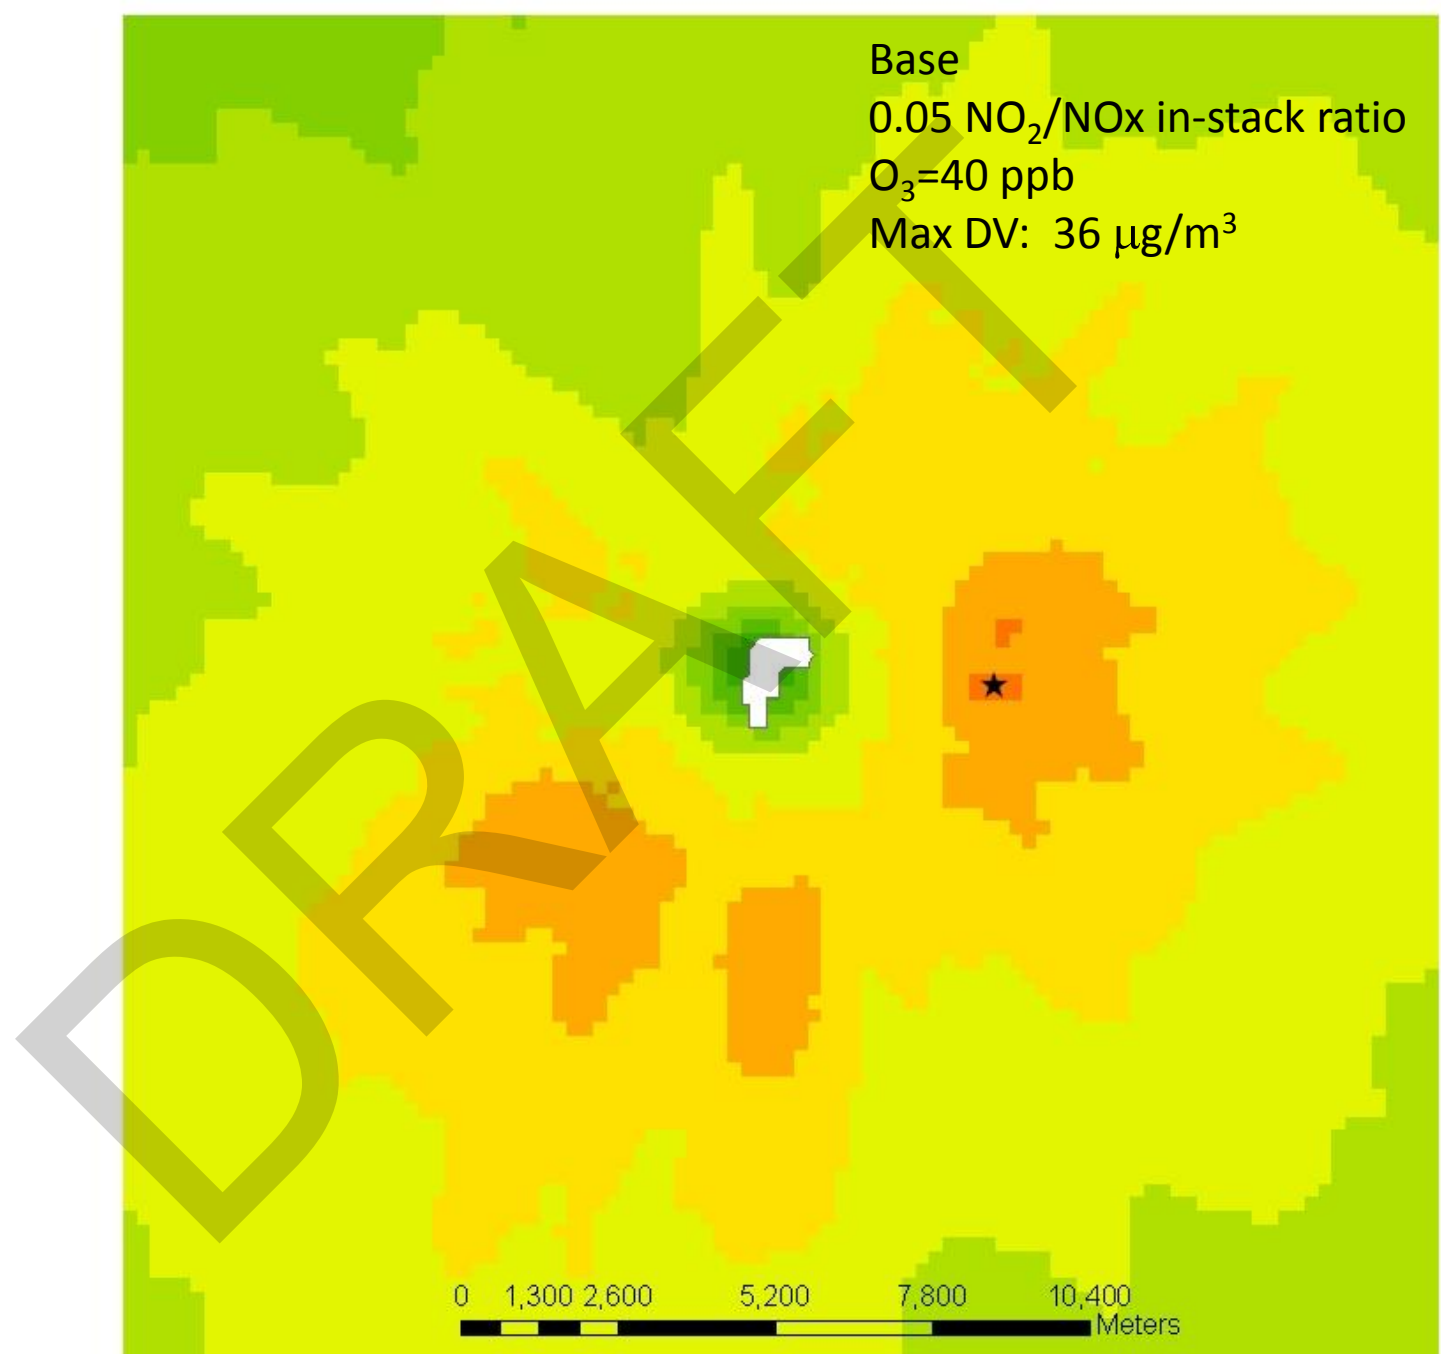 Base
0.05 NO₂/NOx in-stack ratio
O₃=40 ppb
Max DV: 36 μg/m³
DRAFT
0 1,300 2,600 5,200 7,800 10,400
Meters